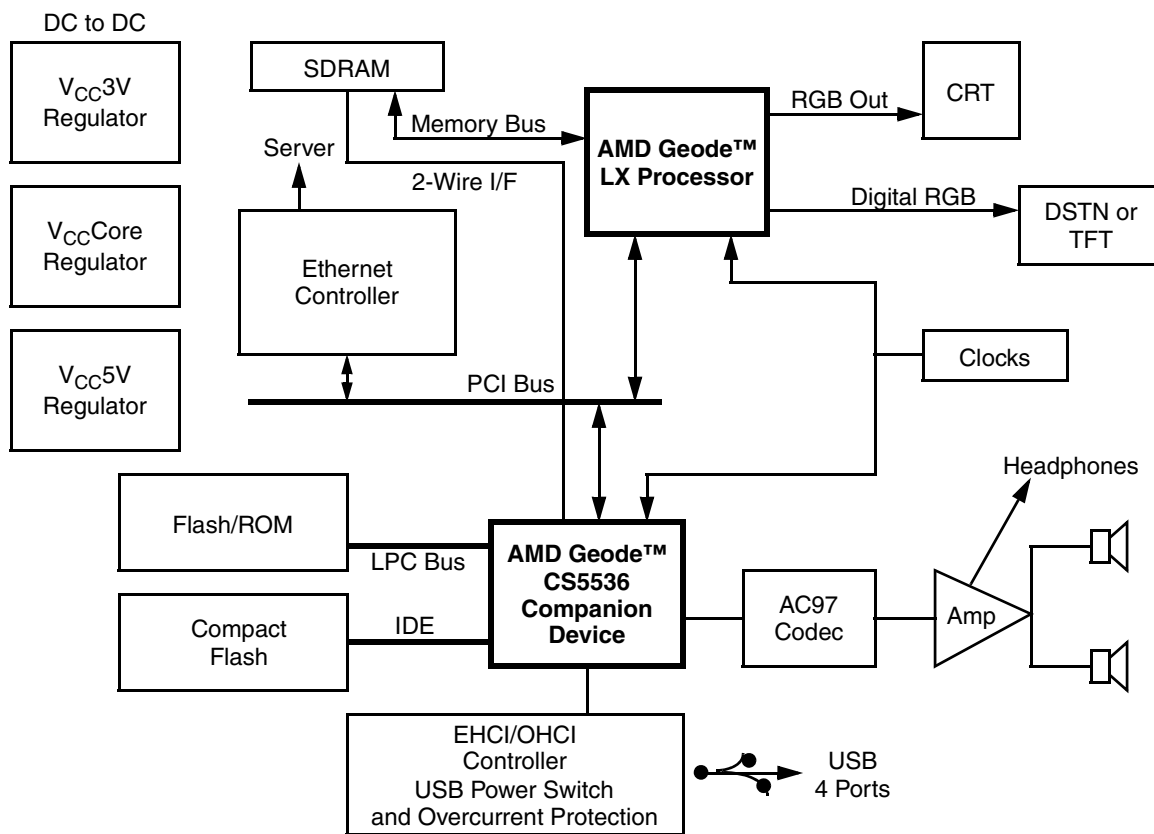 DC to DC
VCC3V
Regulator
VCCCore
Regulator
VCC5V
Regulator
SDRAM
Memory Bus
Server
2-Wire I/F
Ethernet
Controller
PCI Bus
AMD Geode™
LX Processor
RGB Out
CRT
Digital RGB
DSTN or
TFT
Clocks
Flash/ROM
LPC Bus
Compact
Flash
IDE
AMD Geode™
CS5536
Companion
Device
AC97
Codec
Amp
Headphones
EHCI/OHCI
Controller
USB Power Switch
and Overcurrent Protection
USB
4 Ports